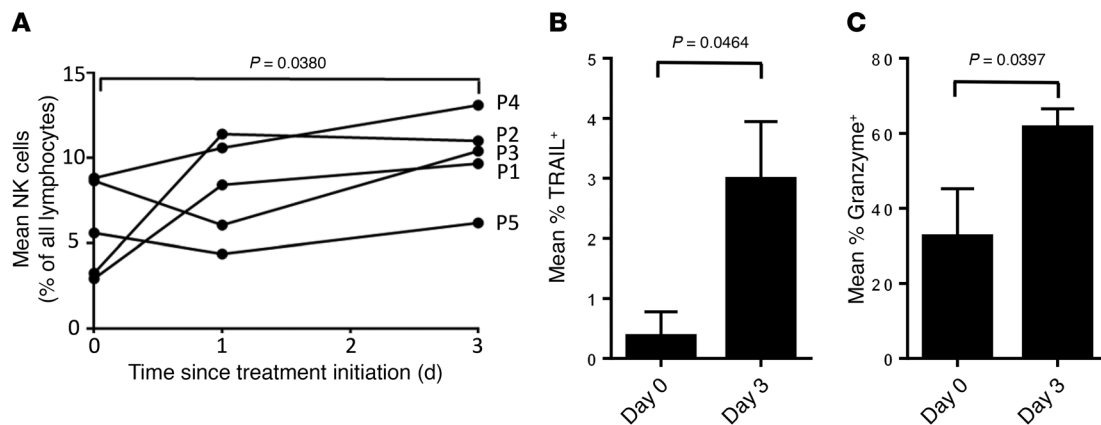 A
Mean NK cells
(% of all lymphocytes)
15
10
5
0
P = 0.0380
P4
P2
P3
P1
P5
0 1 2 3
Time since treatment initiation (d)
B
Mean % TRAIL⁺
5
4
3
2
1
0
P = 0.0464
Day 0 Day 3
C
Mean % Granzyme⁺
80
60
40
20
0
P = 0.0397
Day 0 Day 3